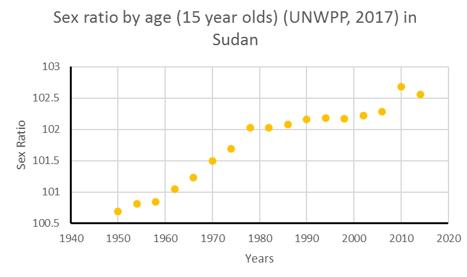 Sex ratio by age (15 year olds) (UNWPP, 2017) in
Sudan
103
102.5
102
101.5
101
100.5
Sex Ratio
1940 1950 1960 1970 1980 1990 2000 2010 2020
Years